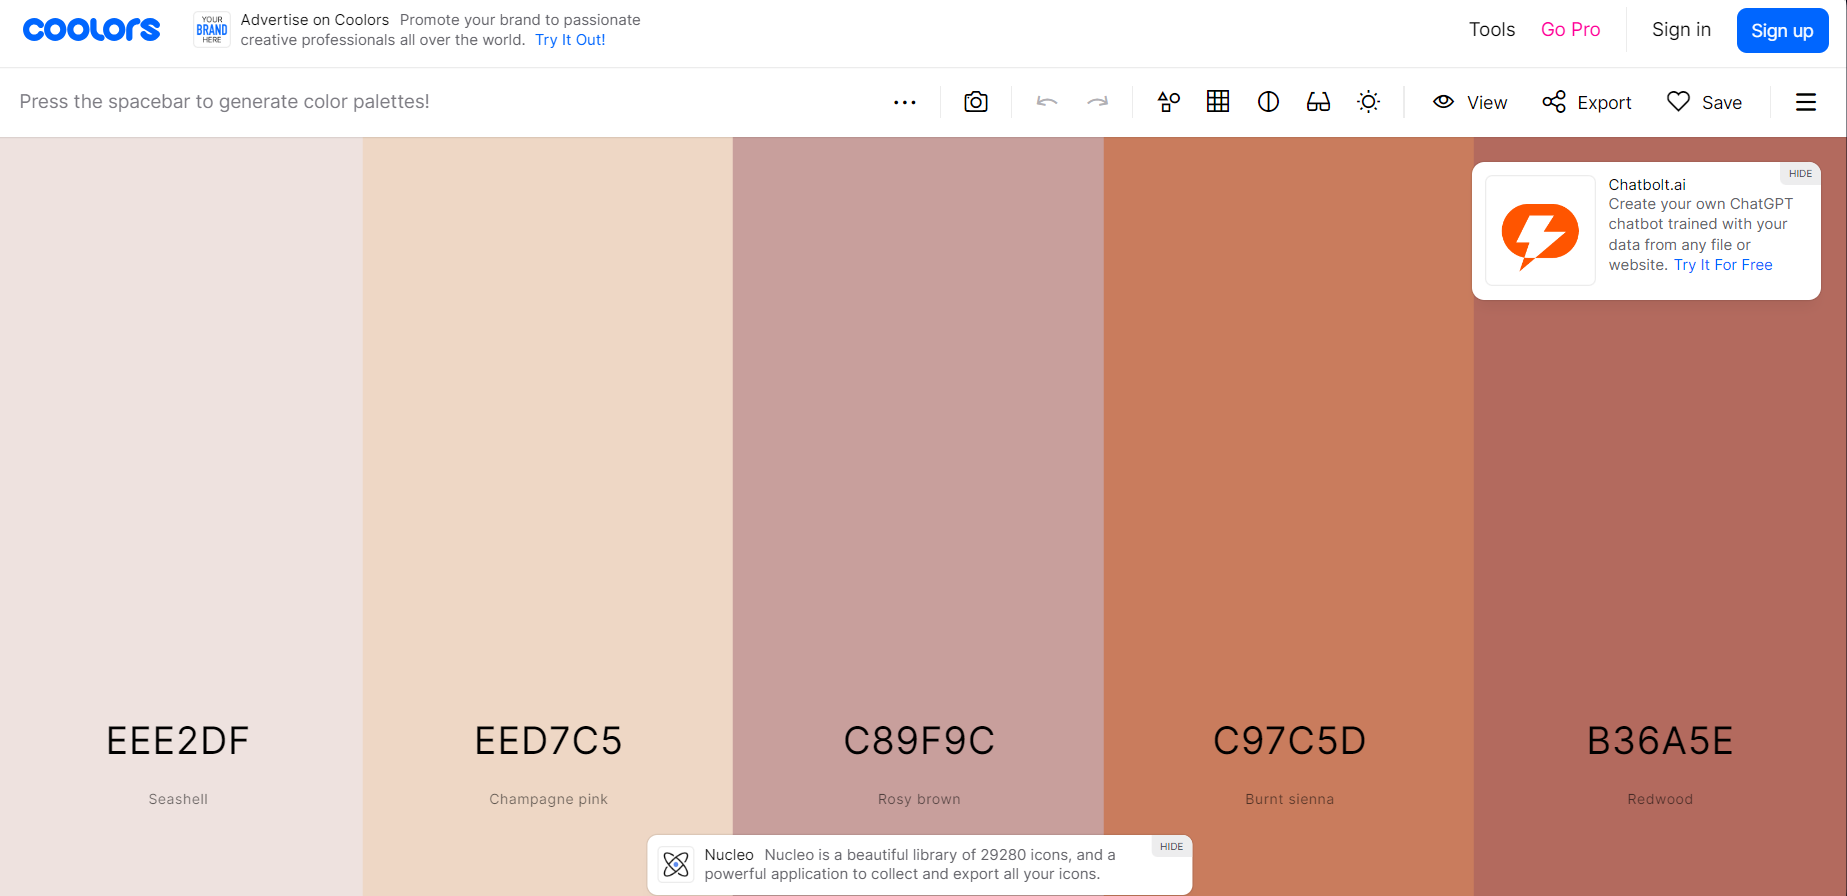 coolors
YOUR
BRAND
HERE
Advertise on Coolors Promote your brand to passionate
creative professionals all over the world. Try It Out!
Tools Go Pro Sign in Sign up
Press the spacebar to generate color palettes!
View Export Save
HIDE
Chatbolt.ai
Create your own ChatGPT
chatbot trained with your
data from any file or
website. Try It For Free
EEE2DF EED7C5 C89F9C C97C5D B36A5E
Seashell Champagne pink Rosy brown Burnt sienna Redwood
HIDE
Nucleo Nucleo is a beautiful library of 29280 icons, and a
powerful application to collect and export all your icons.